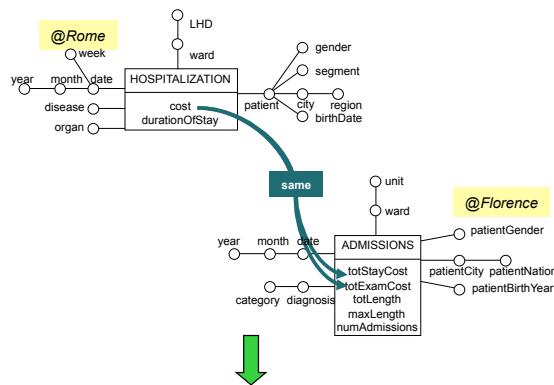 LHD
@Rome
week
ward
gender
year month date
HOSPITALIZATION
segment
disease
cost
patient city region
organ
durationOfStay
birthDate
same
unit
@Florence
ward
patientGender
year month date
ADMISSIONS
totStayCost
patientCity patientNation
category diagnosis
totExamCost
patientBirthYear
totLength
maxLength
numAdmissions